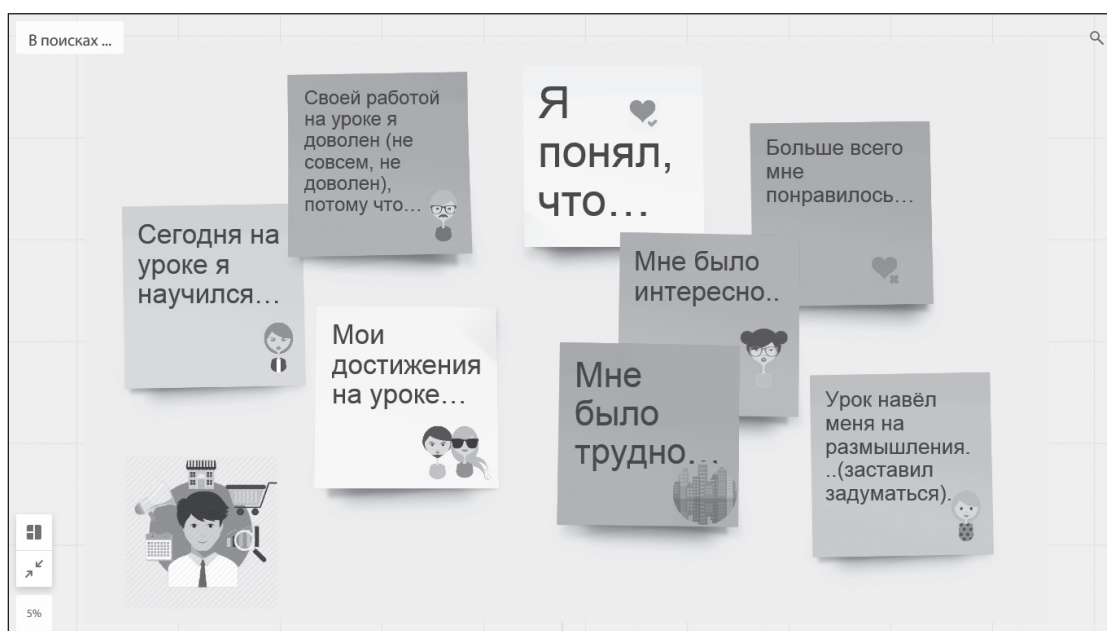 В поисках ...
Своей работой
на уроке я
доволен (не
совсем, не
доволен),
потому что...
Я
понял,
что...
Больше всего
мне
понравилось...
Сегодня на
уроке я
научился...
Мне было
интересно..
Мои
достижения
на уроке...
Мне
было
трудно...
Урок навёл
меня на
размышления.
..(заставил
задуматься).
5%